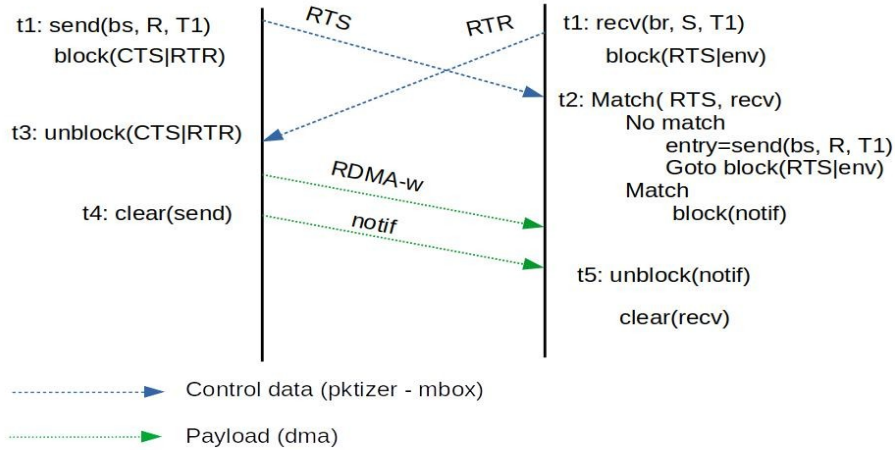 t1: send(bs, R, T1)
block(CTS|RTR)
RTS
RTR
t1: recv(br, S, T1)
block(RTS|env)
t3: unblock(CTS|RTR)
t2: Match( RTS, recv)
No match
entry=send(bs, R, T1)
Goto block(RTS|env)
Match
block(notif)
RDMA-w
t4: clear(send)
notif
t5: unblock(notif)
clear(recv)
Control data (pktizer - mbox)
Payload (dma)